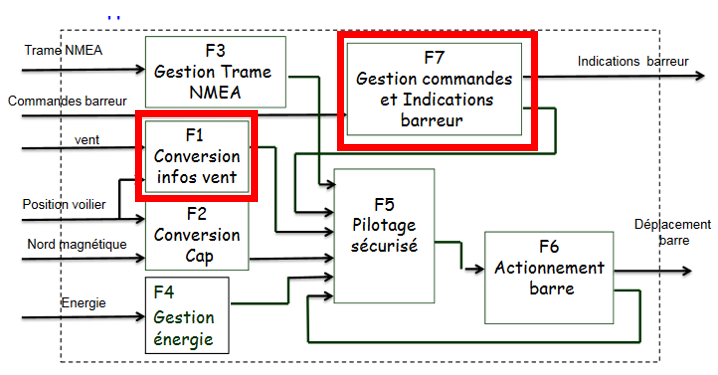 Trame NMEA
F3
Gestion Trame
NMEA
F7
Gestion commandes
et Indications
barreur
Indications barreur
Commandes barreur
F1
Conversion
infos vent
vent
Position voilier
F2
Conversion
Cap
Nord magnétique
F5
Pilotage
sécurisé
F6
Actionnement
barre
Déplacement
barre
Energie
F4
Gestion
énergie